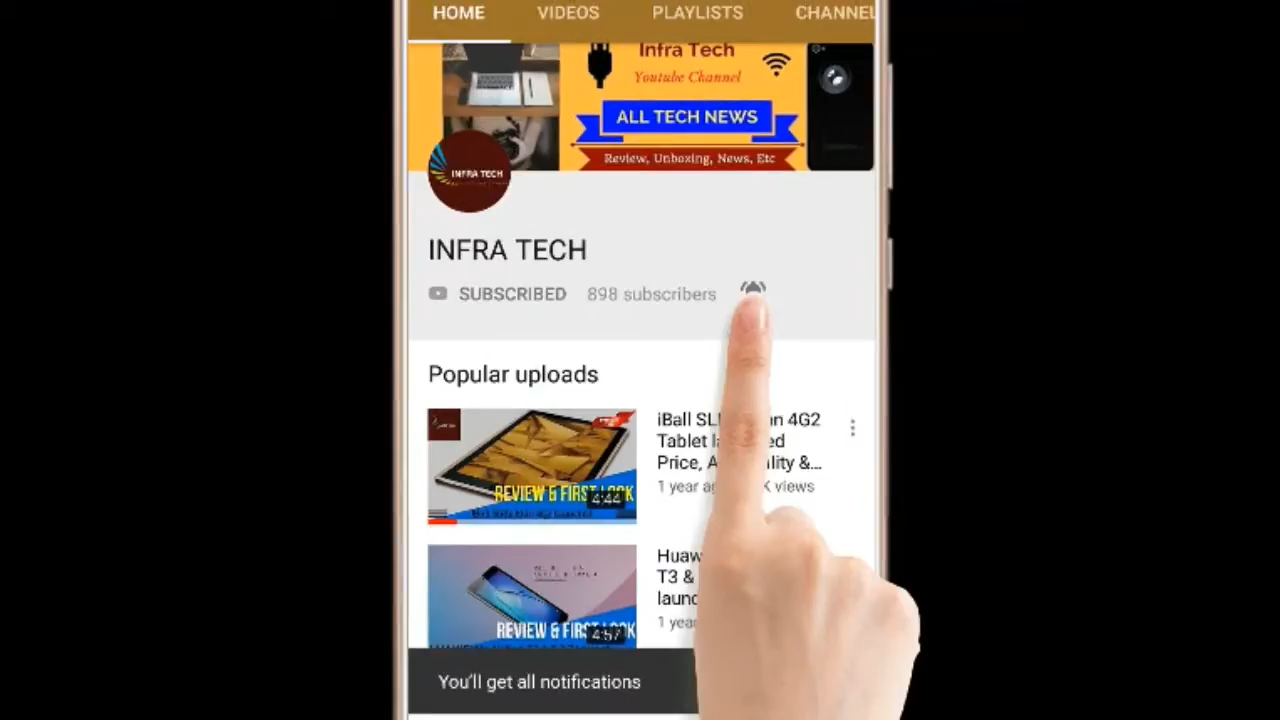 HOME VIDEOS PLAYLISTS CHANNEL
Infra Tech
Youtube Channel
ALL TECH NEWS
Review, Unboxing, News, Etc
INFRA TECH
INFRA TECH
SUBSCRIBED 898 subscribers
Popular uploads
iBall 4G2
Tablet
Price,
1 year K views
REVIEW & FIRST LOOK
4:44
Huaw
T3 &
launc
1 year
REVIEW & FIRST LOOK
4:57
You'll get all notifications